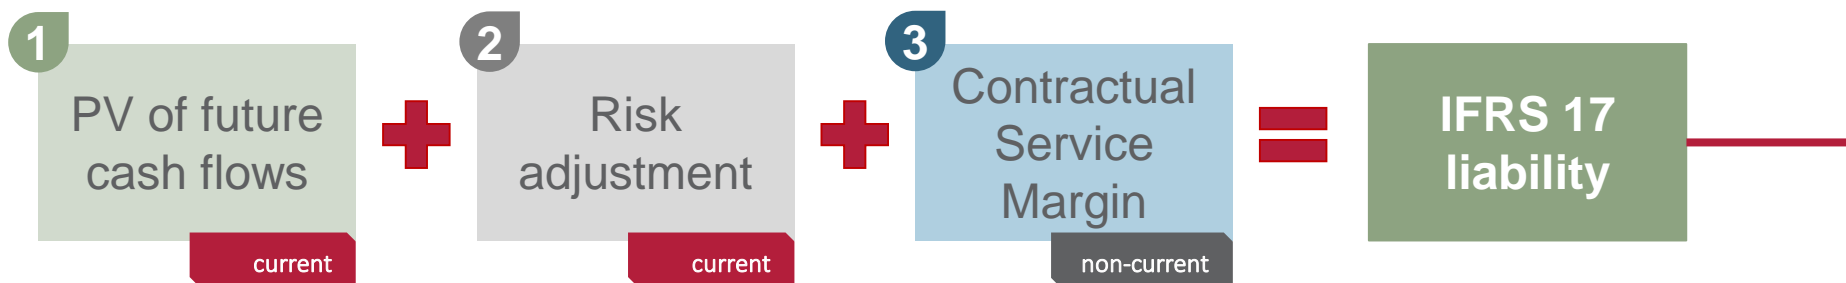 1
PV of future
cash flows
current
2
Risk
adjustment
current
3
Contractual
Service
Margin
non-current
IFRS 17
liability